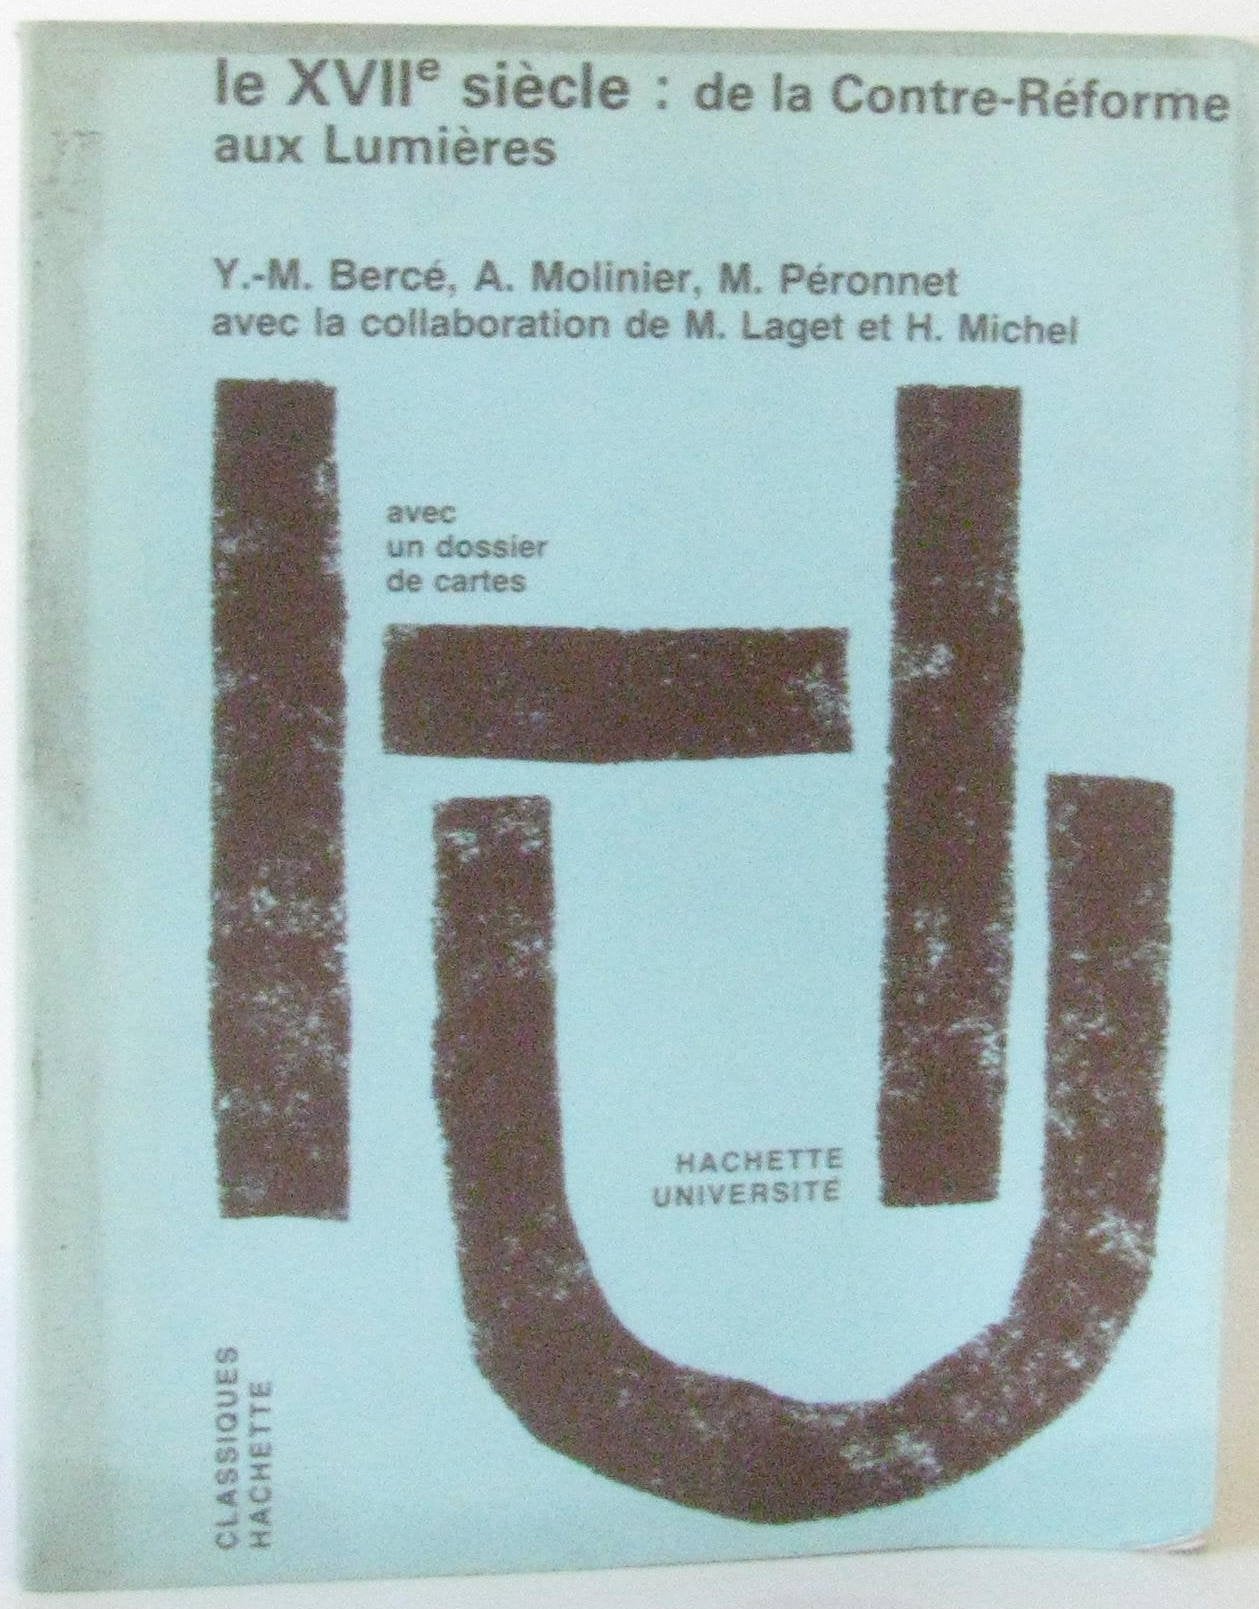 le XVIIᵉ siècle : de la Contre-Réforme
aux Lumières
Y.-M. Bercé, A. Molinier, M. Péronnet
avec la collaboration de M. Laget et H. Michel
avec
un dossier
de cartes
HU
HACHETTE
UNIVERSITÉ
CLASSIQUES
HACHETTE